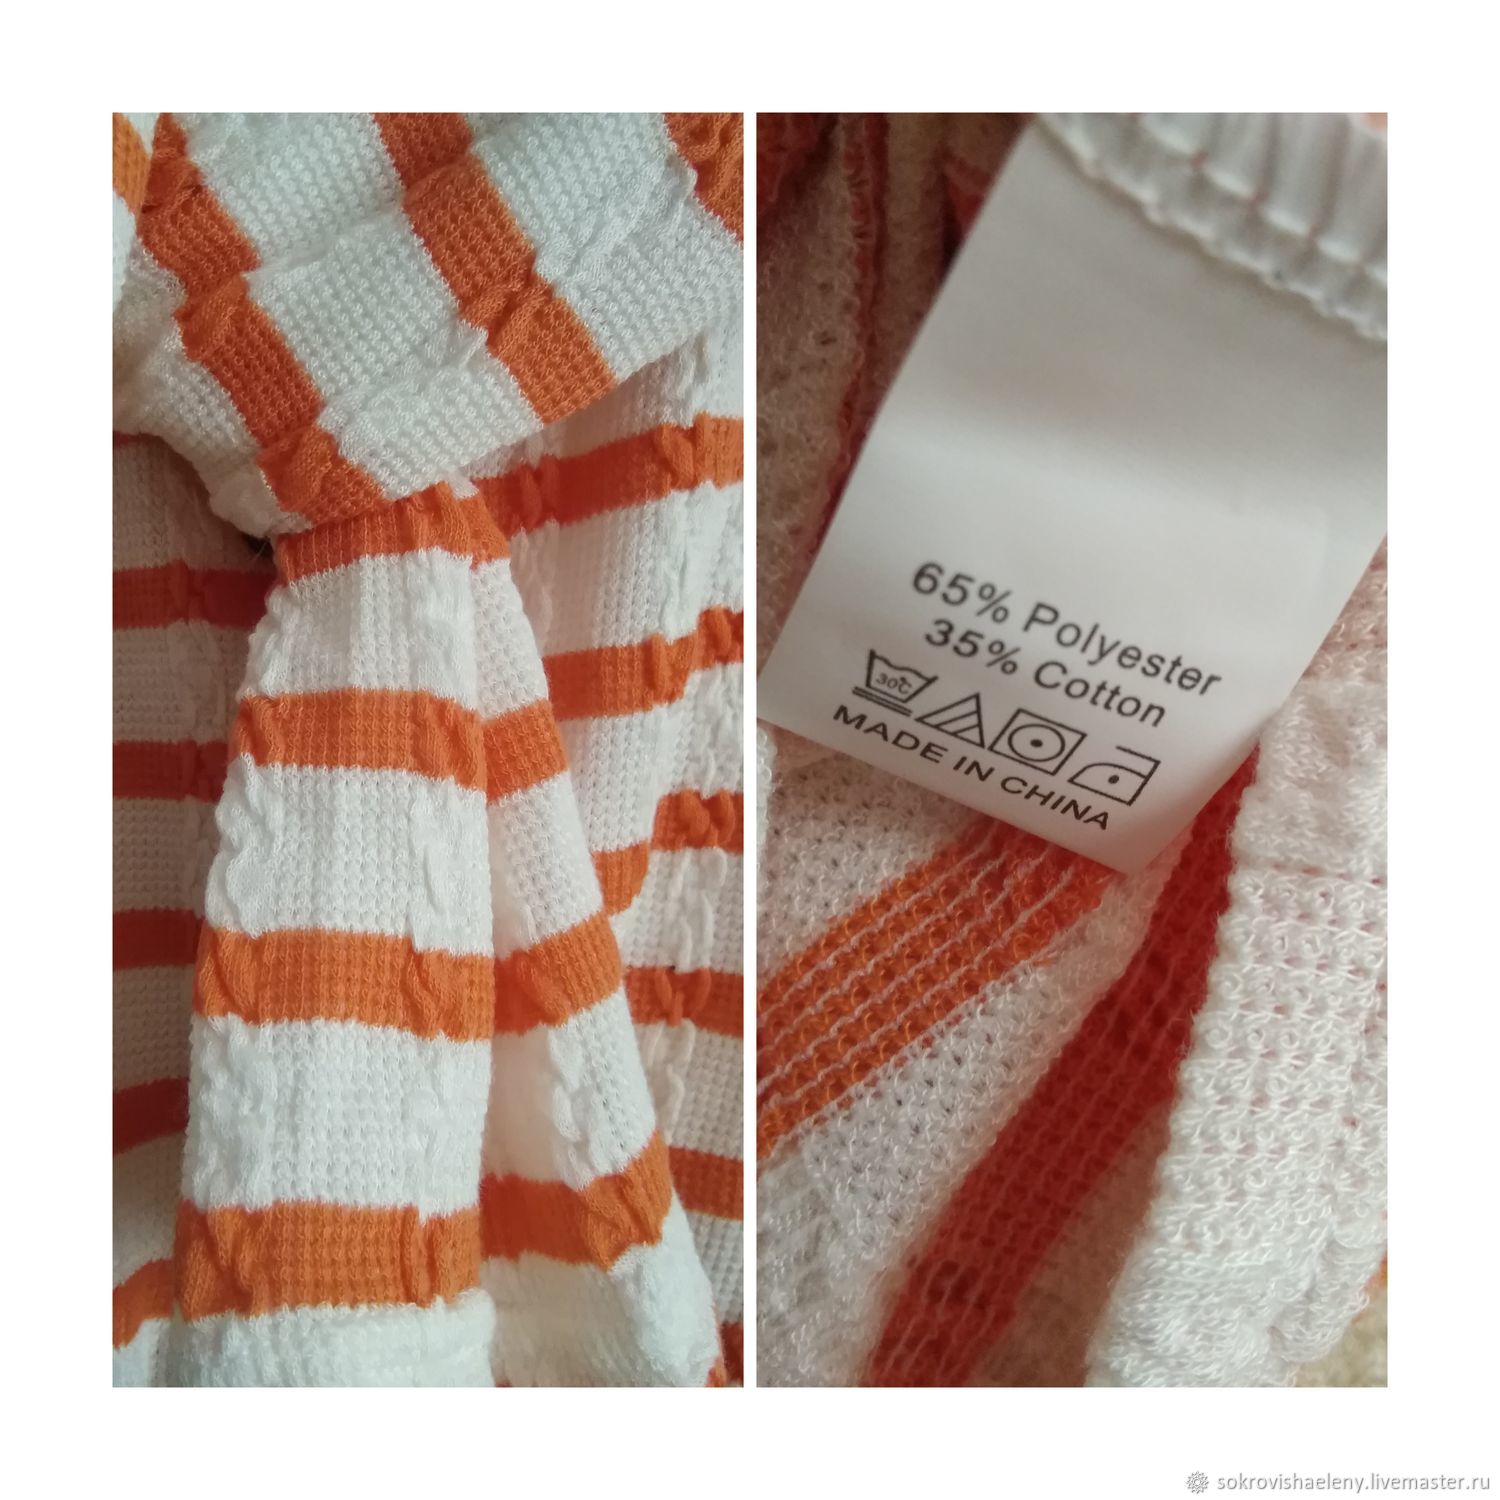 65% Polyester
35% Cotton
30°C
MADE IN CHINA
sokrovishaeleny.livemaster.ru